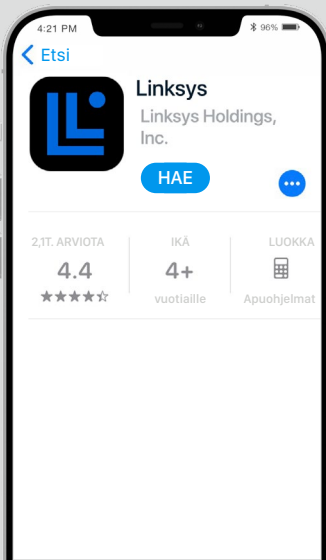 4:21 PM
96%
Etsi
Linksys
Linksys Holdings,
Inc.
HAE
2,1T. ARVIOTA
IKÄ
LUOKKA
4.4
4+
vuotiaille
Apuohjelmat